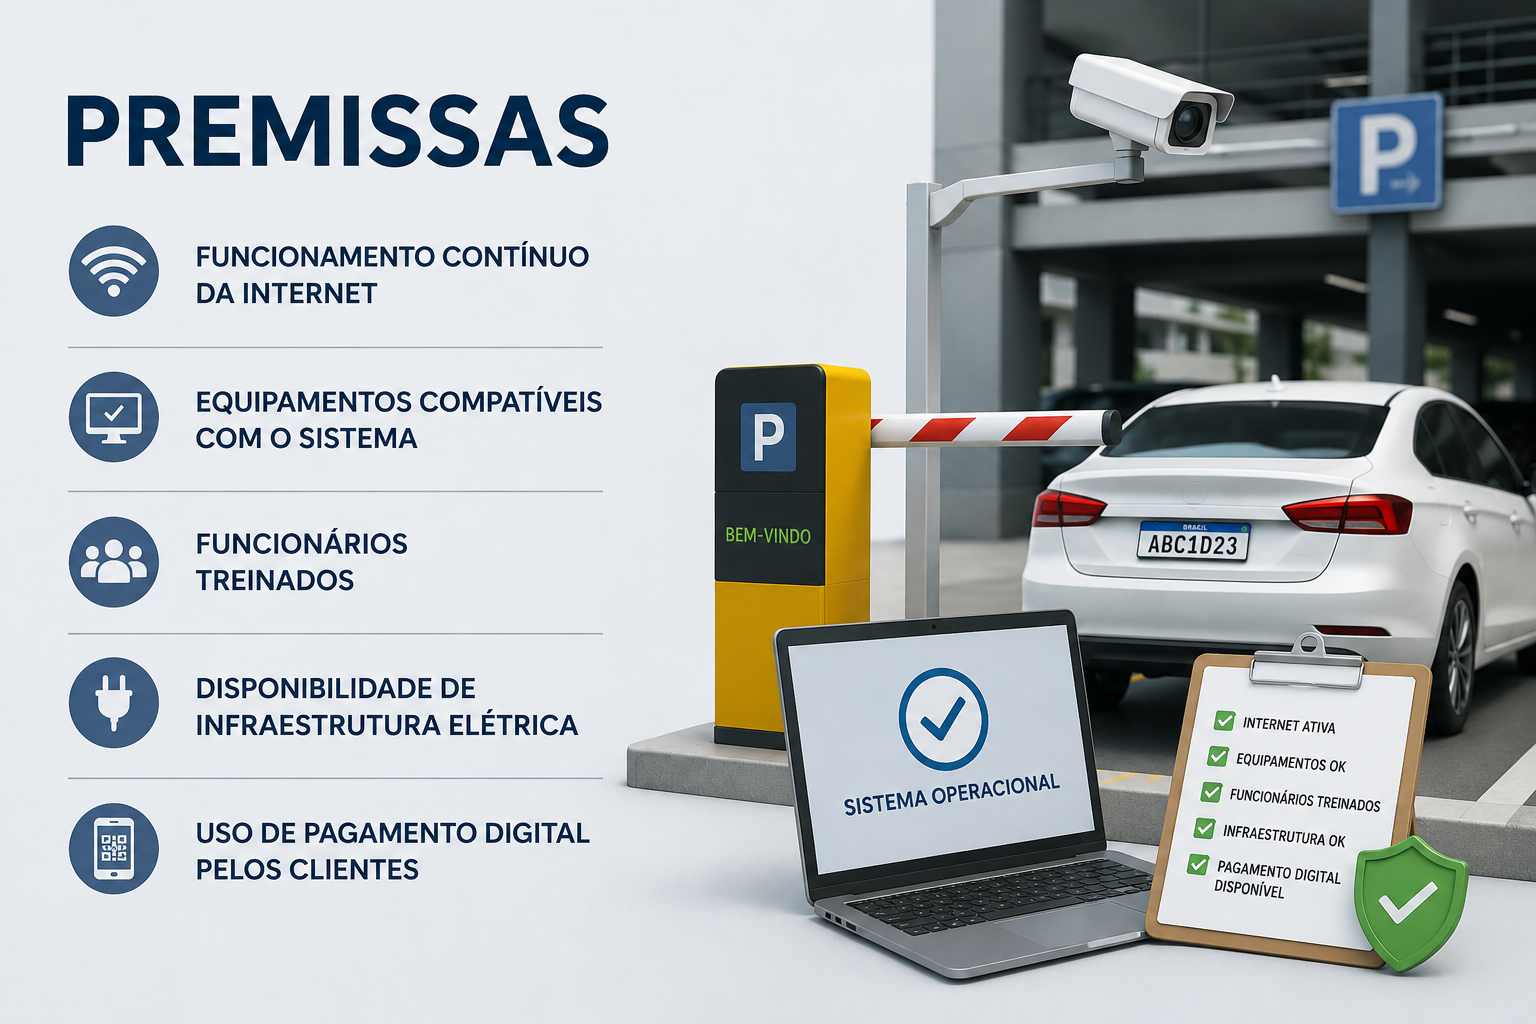 PREMISSAS
FUNCIONAMENTO CONTÍNUO
DA INTERNET
EQUIPAMENTOS COMPATÍVEIS
COM O SISTEMA
FUNCIONÁRIOS
TREINADOS
DISPONIBILIDADE DE
INFRAESTRUTURA ELÉTRICA
USO DE PAGAMENTO DIGITAL
PELOS CLIENTES
P
P
BEM-VINDO
BRASIL
ABC1D23
SISTEMA OPERACIONAL
INTERNET ATIVA
EQUIPAMENTOS OK
FUNCIONÁRIOS TREINADOS
INFRAESTRUTURA OK
PAGAMENTO DIGITAL
DISPONÍVEL